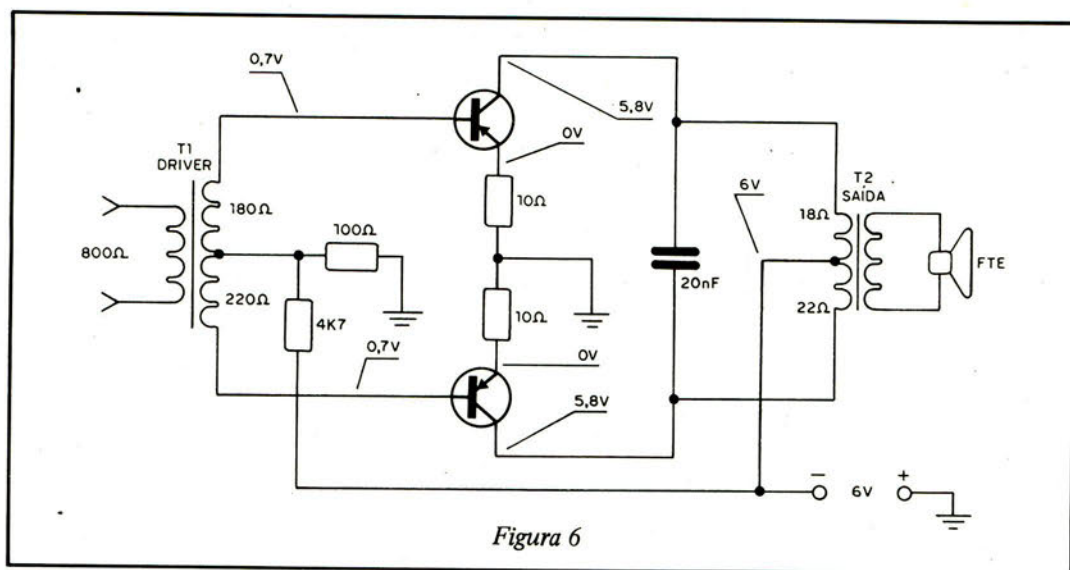 0,7V
5,8V
T1
DRIVER
0V
T2
SAÍDA
6V
180Ω
10Ω
18Ω
100Ω
800Ω
FTE
20nF
220Ω
22Ω
4K7
10Ω
0,7V
0V
5,8V
− 6V +
Figura 6